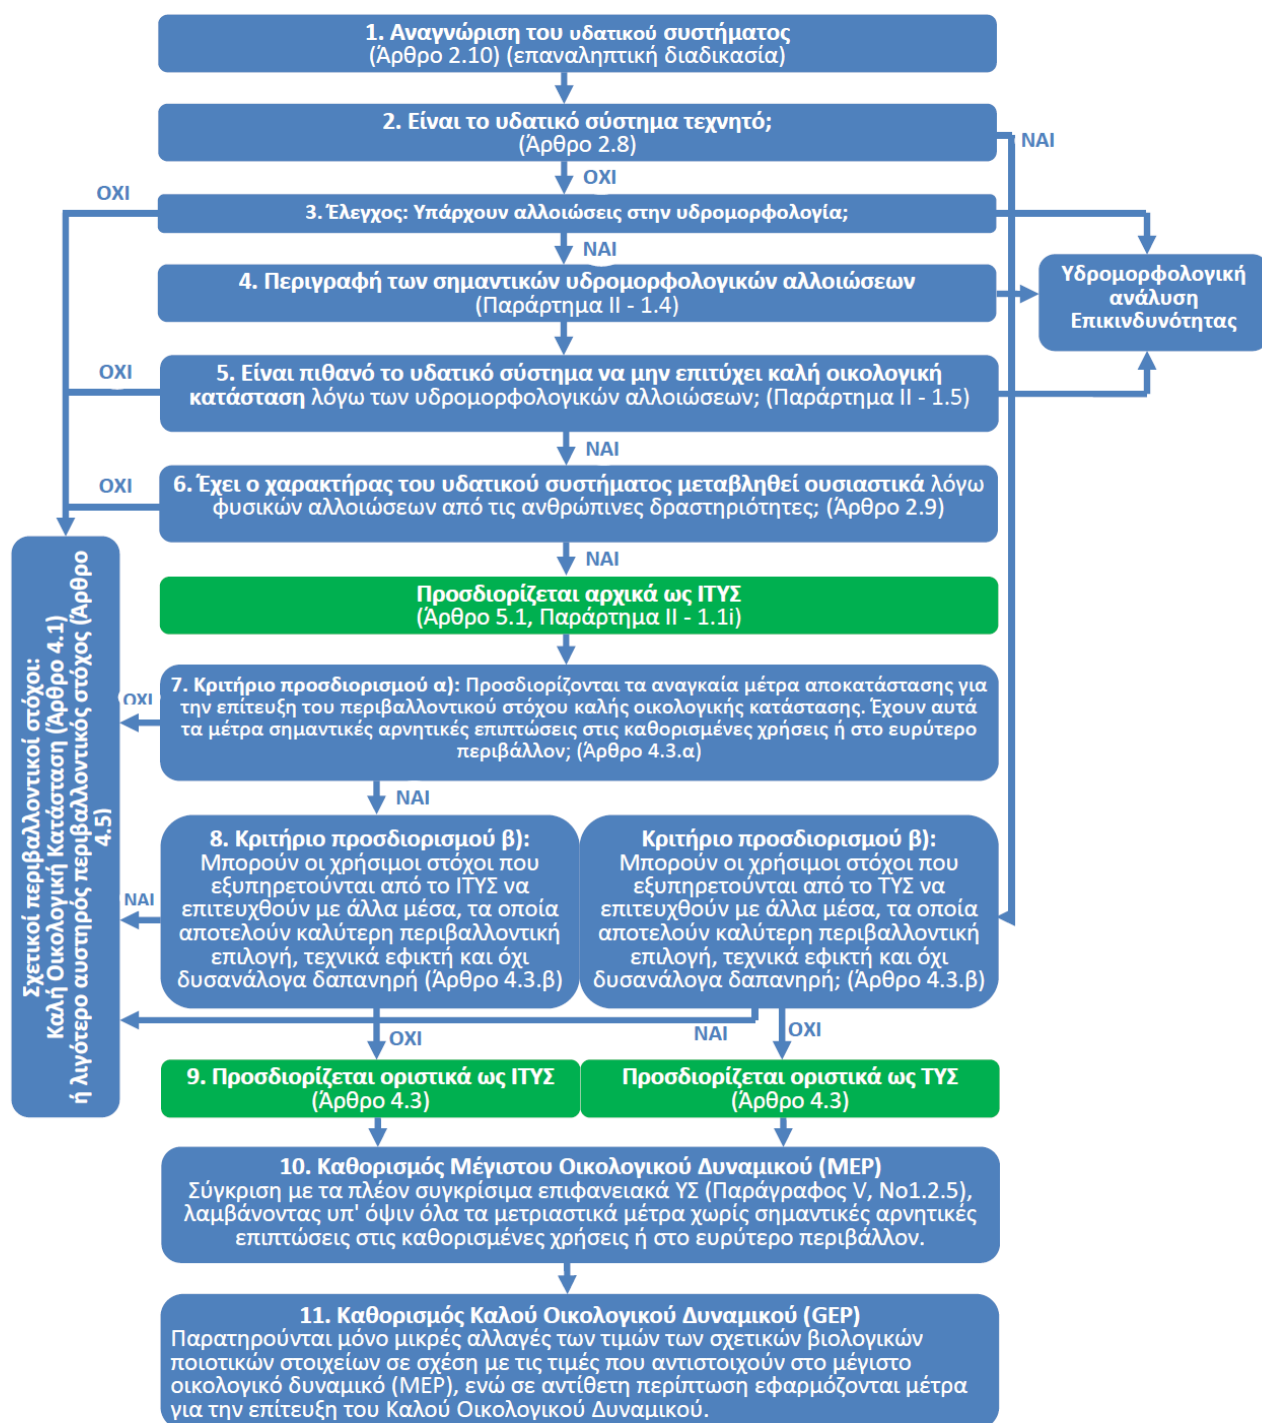 1. Αναγνώριση του υδατικού συστήματος
(Άρθρο 2.10) (επαναληπτική διαδικασία)
2. Είναι το υδατικό σύστημα τεχνητό;
(Άρθρο 2.8)
ΝΑΙ
ΟΧΙ
ΟΧΙ
3. Έλεγχος: Υπάρχουν αλλοιώσεις στην υδρομορφολογία;
ΝΑΙ
4. Περιγραφή των σημαντικών υδρομορφολογικών αλλοιώσεων
(Παράρτημα ΙΙ - 1.4)
Υδρομορφολογική
ανάλυση
Επικινδυνότητας
ΟΧΙ
5. Είναι πιθανό το υδατικό σύστημα να μην επιτύχει καλή οικολογική
κατάσταση λόγω των υδρομορφολογικών αλλοιώσεων; (Παράρτημα ΙΙ - 1.5)
ΝΑΙ
ΟΧΙ
6. Έχει ο χαρακτήρας του υδατικού συστήματος μεταβληθεί ουσιαστικά λόγω
φυσικών αλλοιώσεων από τις ανθρώπινες δραστηριότητες; (Άρθρο 2.9)
ΝΑΙ
Προσδιορίζεται αρχικά ως ΙΤΥΣ
(Άρθρο 5.1, Παράρτημα ΙΙ - 1.1i)
Σχετικοί περιβαλλοντικοί στόχοι:
Καλή Οικολογική Κατάσταση (Άρθρο 4.1)
ή λιγότερο αυστηρός περιβαλλοντικός στόχος (Άρθρο
4.5)
ΟΧΙ
7. Κριτήριο προσδιορισμού α): Προσδιορίζονται τα αναγκαία μέτρα αποκατάστασης για
την επίτευξη του περιβαλλοντικού στόχου καλής οικολογικής κατάστασης. Έχουν αυτά
τα μέτρα σημαντικές αρνητικές επιπτώσεις στις καθορισμένες χρήσεις ή στο ευρύτερο
περιβάλλον; (Άρθρο 4.3.α)
ΝΑΙ
8. Κριτήριο προσδιορισμού β):
Μπορούν οι χρήσιμοι στόχοι που
εξυπηρετούνται από το ΙΤΥΣ να
επιτευχθούν με άλλα μέσα, τα οποία
αποτελούν καλύτερη περιβαλλοντική
επιλογή, τεχνικά εφικτή και όχι
δυσανάλογα δαπανηρή (Άρθρο 4.3.β)
ΝΑΙ
Κριτήριο προσδιορισμού β):
Μπορούν οι χρήσιμοι στόχοι που
εξυπηρετούνται από το ΤΥΣ να
επιτευχθούν με άλλα μέσα, τα οποία
αποτελούν καλύτερη περιβαλλοντική
επιλογή, τεχνικά εφικτή και όχι
δυσανάλογα δαπανηρή; (Άρθρο 4.3.β)
ΟΧΙ
ΝΑΙ
ΟΧΙ
9. Προσδιορίζεται οριστικά ως ΙΤΥΣ
(Άρθρο 4.3)
Προσδιορίζεται οριστικά ως ΤΥΣ
(Άρθρο 4.3)
10. Καθορισμός Μέγιστου Οικολογικού Δυναμικού (MEP)
Σύγκριση με τα πλέον συγκρίσιμα επιφανειακά ΥΣ (Παράγραφος V, No1.2.5),
λαμβάνοντας υπ' όψιν όλα τα μετριαστικά μέτρα χωρίς σημαντικές αρνητικές
επιπτώσεις στις καθορισμένες χρήσεις ή στο ευρύτερο περιβάλλον.
11. Καθορισμός Καλού Οικολογικού Δυναμικού (GEP)
Παρατηρούνται μόνο μικρές αλλαγές των τιμών των σχετικών βιολογικών
ποιοτικών στοιχείων σε σχέση με τις τιμές που αντιστοιχούν στο μέγιστο
οικολογικό δυναμικό (MEP), ενώ σε αντίθετη περίπτωση εφαρμόζονται μέτρα
για την επίτευξη του Καλού Οικολογικού Δυναμικού.